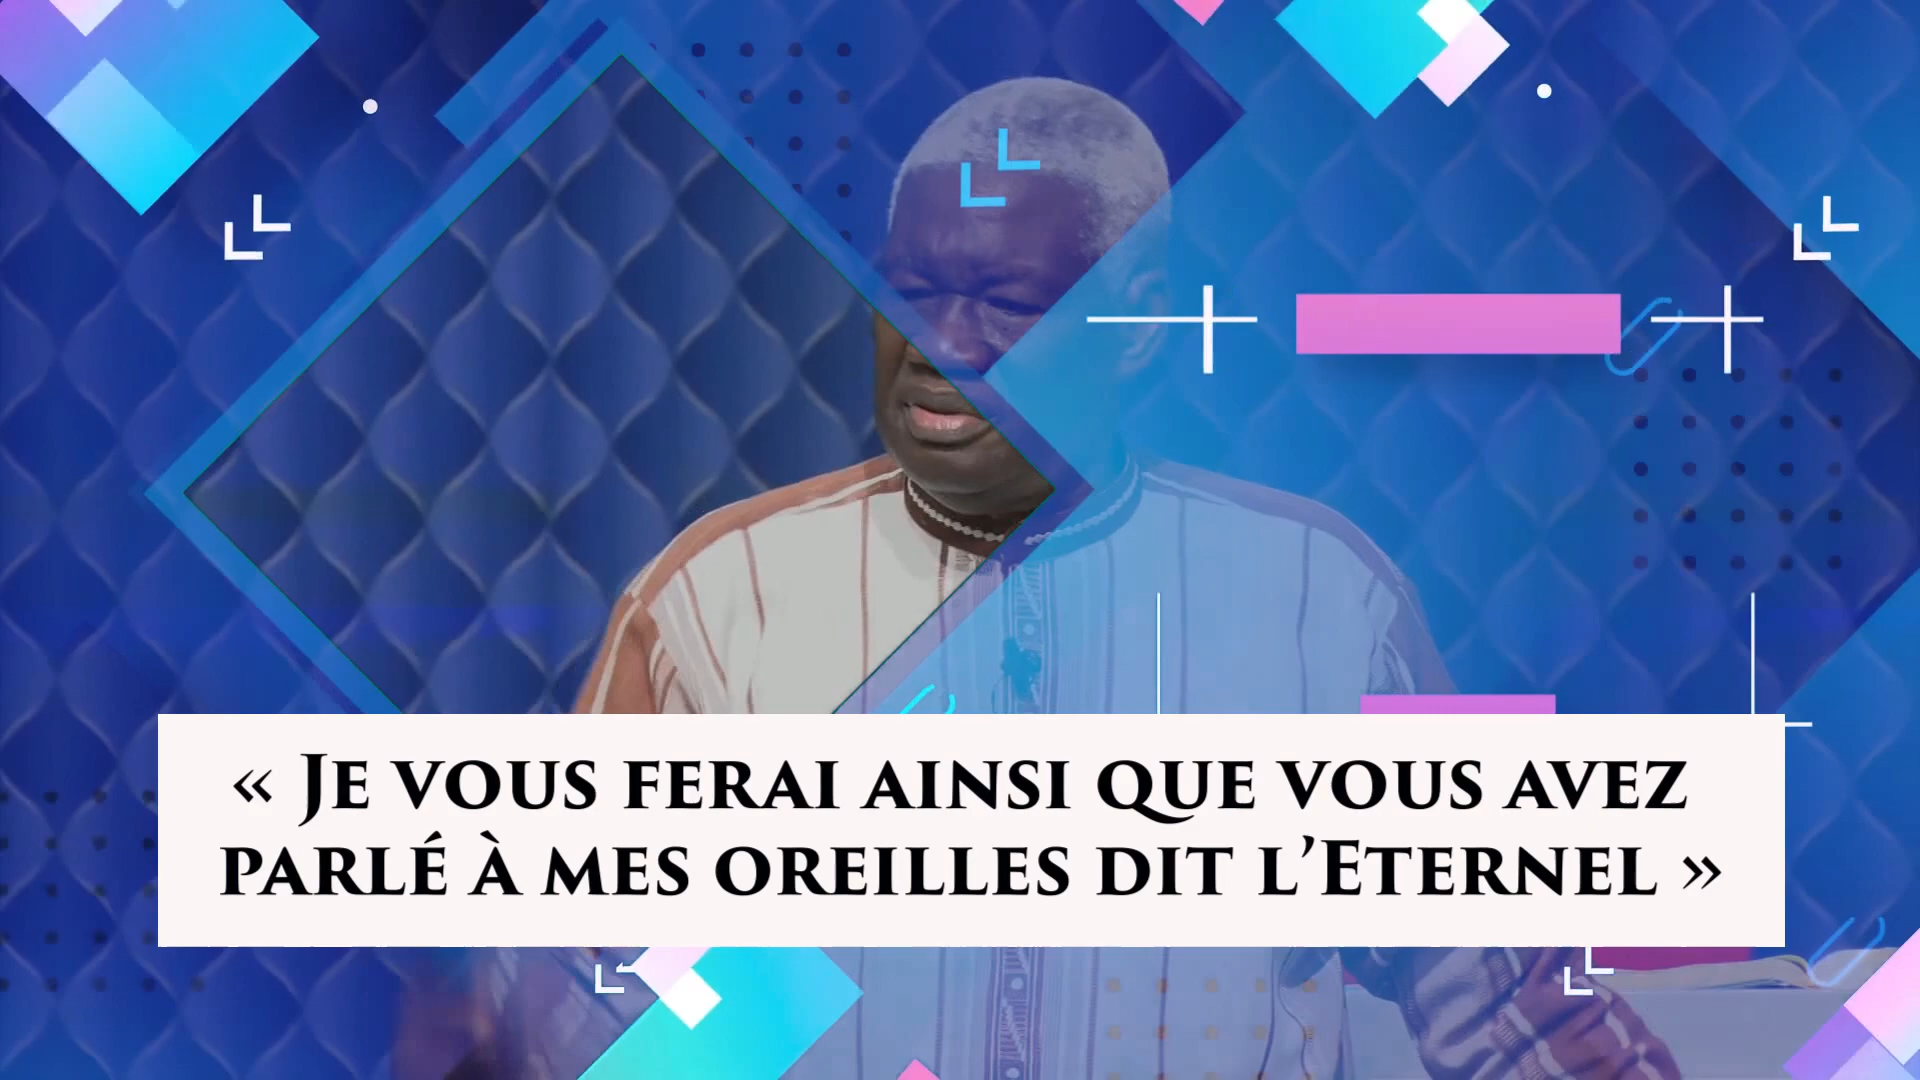 « Je vous ferai ainsi que vous avez
parlé à mes oreilles dit l’Eternel »